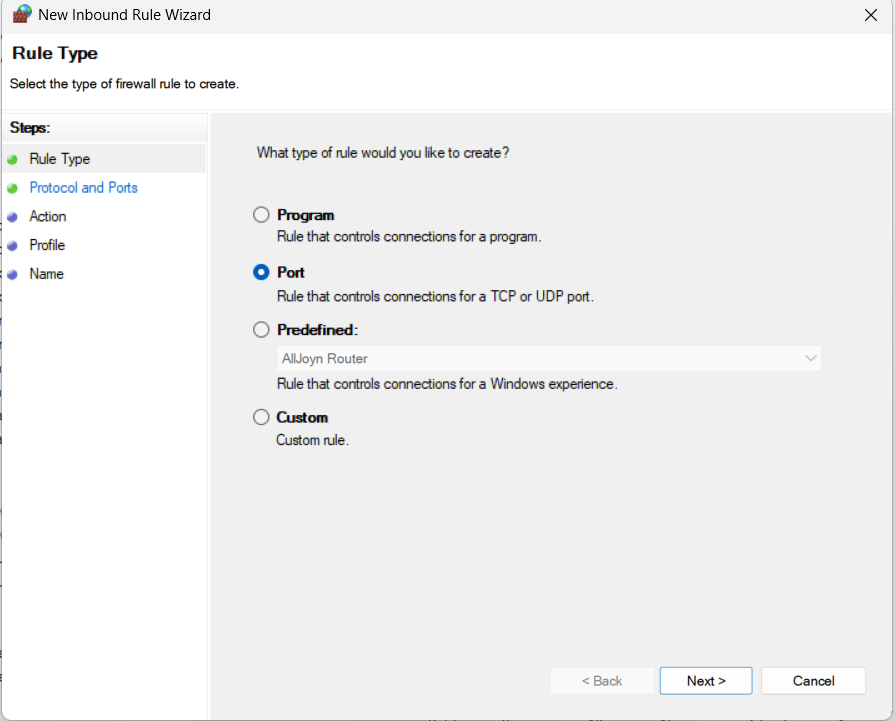 New Inbound Rule Wizard
Rule Type
Select the type of firewall rule to create.
Steps:
Rule Type
Protocol and Ports
Action
Profile
Name
What type of rule would you like to create?
Program
Rule that controls connections for a program.
Port
Rule that controls connections for a TCP or UDP port.
Predefined:
AllJoyn Router
Rule that controls connections for a Windows experience.
Custom
Custom rule.
< Back
Next >
Cancel